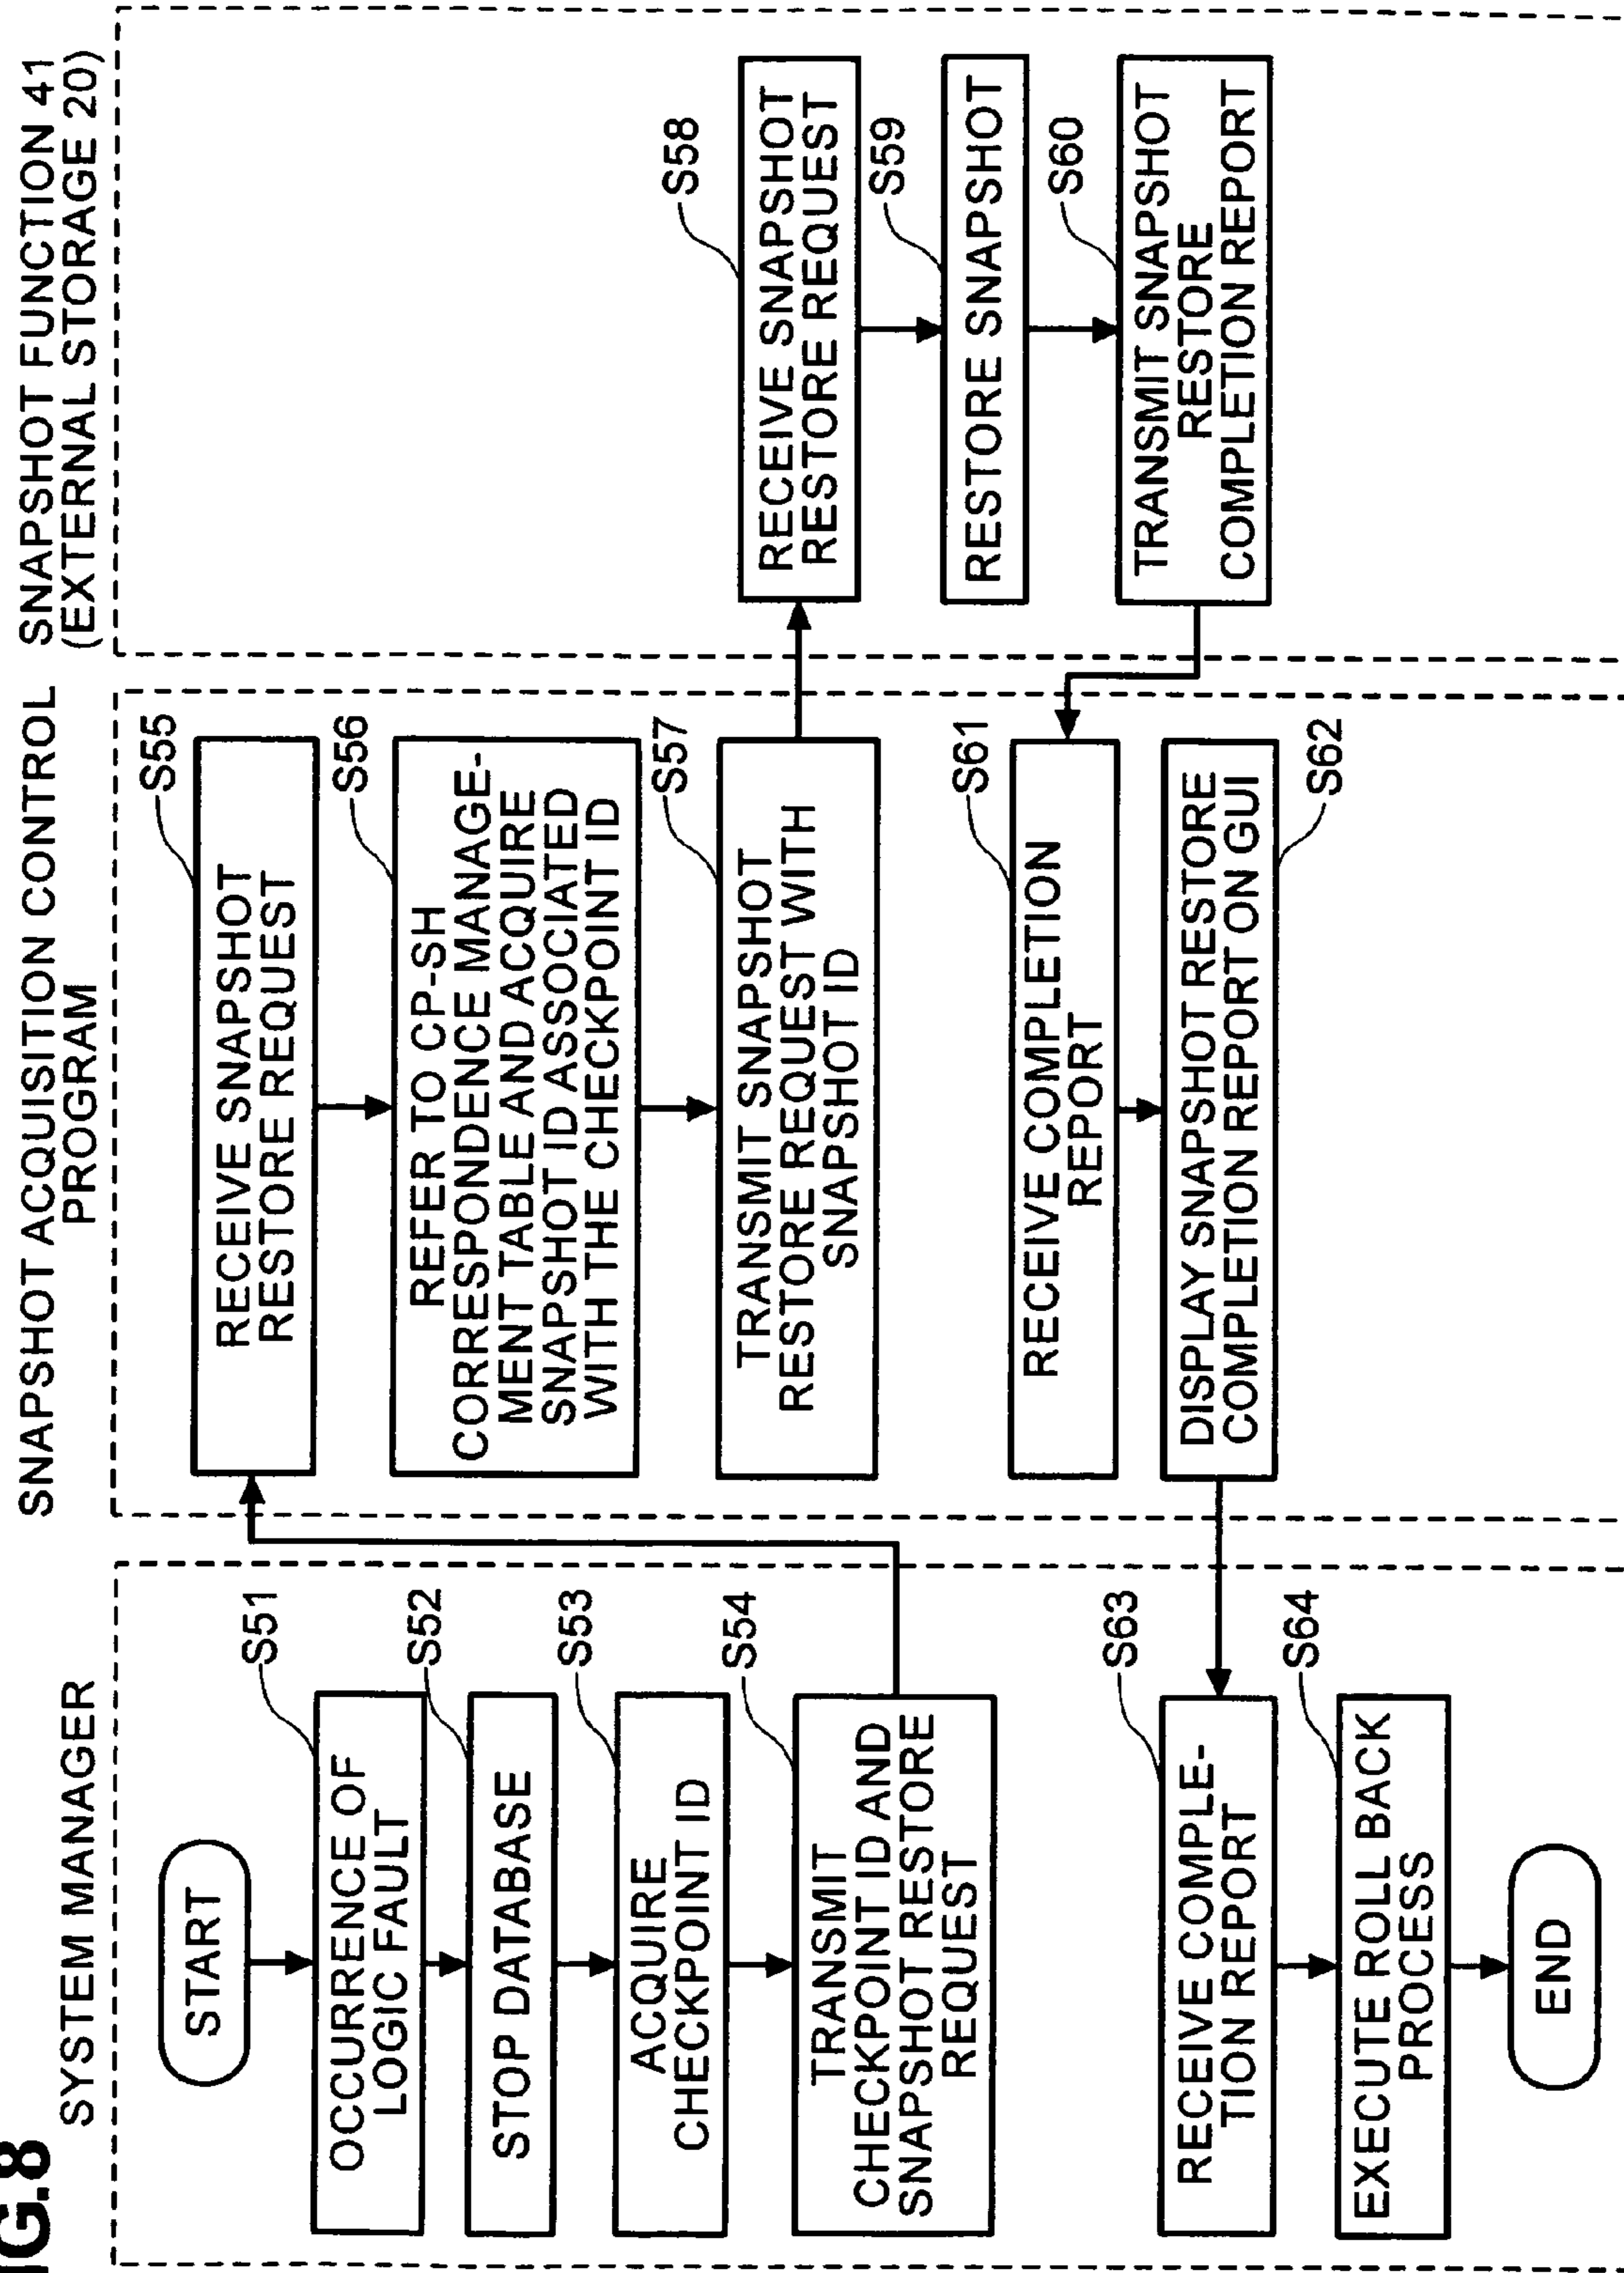 FIG.8
SYSTEM MANAGER
START
S51
OCCURRENCE OF
LOGIC FAULT
S52
STOP DATABASE
S53
ACQUIRE
CHECKPOINT ID
S54
TRANSMIT
CHECKPOINT ID AND
SNAPSHOT RESTORE
REQUEST
S63
RECEIVE COMPLE-
TION REPORT
S64
EXECUTE ROLL BACK
PROCESS
END
SNAPSHOT ACQUISITION CONTROL
PROGRAM
S55
RECEIVE SNAPSHOT
RESTORE REQUEST
S56
REFER TO CP-SH
CORRESPONDENCE MANAGE-
MENT TABLE AND ACQUIRE
SNAPSHOT ID ASSOCIATED
WITH THE CHECKPOINT ID
S57
TRANSMIT SNAPSHOT
RESTORE REQUEST WITH
SNAPSHOT ID
S61
RECEIVE COMPLETION
REPORT
DISPLAY SNAPSHOT RESTORE
COMPLETION REPORT ON GUI
S62
SNAPSHOT FUNCTION 41
(EXTERNAL STORAGE 20)
S58
RECEIVE SNAPSHOT
RESTORE REQUEST
S59
RESTORE SNAPSHOT
S60
TRANSMIT SNAPSHOT
RESTORE
COMPLETION REPORT